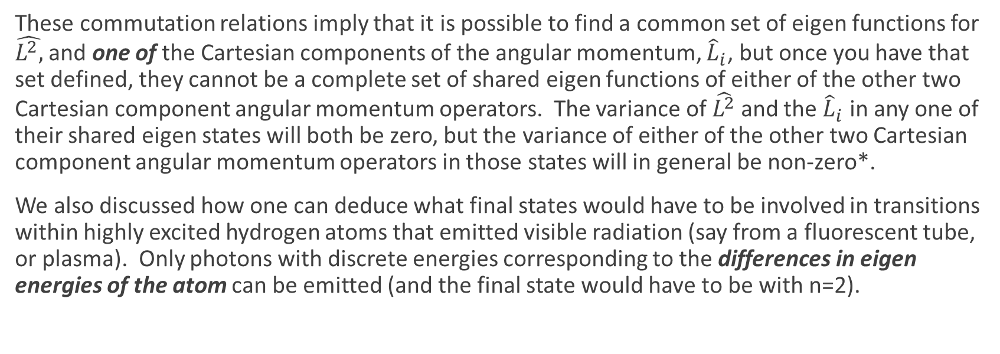 These commutation relations imply that it is possible to find a common set of eigen functions for
$\widehat{L^2}$, and one of the Cartesian components of the angular momentum, $\hat{L}_i$, but once you have that
set defined, they cannot be a complete set of shared eigen functions of either of the other two
Cartesian component angular momentum operators. The variance of $\widehat{L^2}$ and the $\hat{L}_i$ in any one of
their shared eigen states will both be zero, but the variance of either of the other two Cartesian
component angular momentum operators in those states will in general be non-zero*.
We also discussed how one can deduce what final states would have to be involved in transitions
within highly excited hydrogen atoms that emitted visible radiation (say from a fluorescent tube,
or plasma). Only photons with discrete energies corresponding to the differences in eigen
energies of the atom can be emitted (and the final state would have to be with n=2).